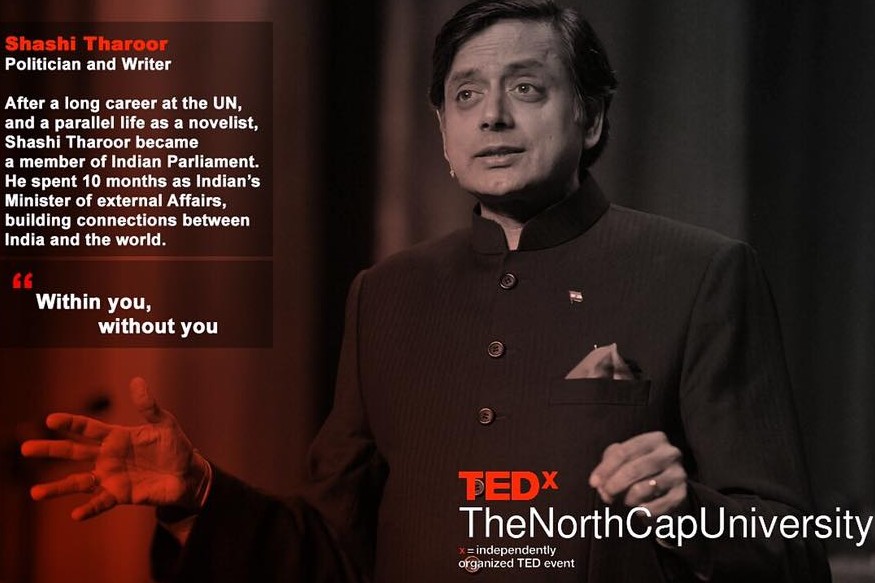 Shashi Tharoor
Politician and Writer
After a long career at the UN,
and a parallel life as a novelist,
Shashi Tharoor became
a member of Indian Parliament.
He spent 10 months as Indian’s
Minister of external Affairs,
building connections between
India and the world.
“
Within you,
without you
TEDx
TheNorthCapUniversity
x = independently
organized TED event